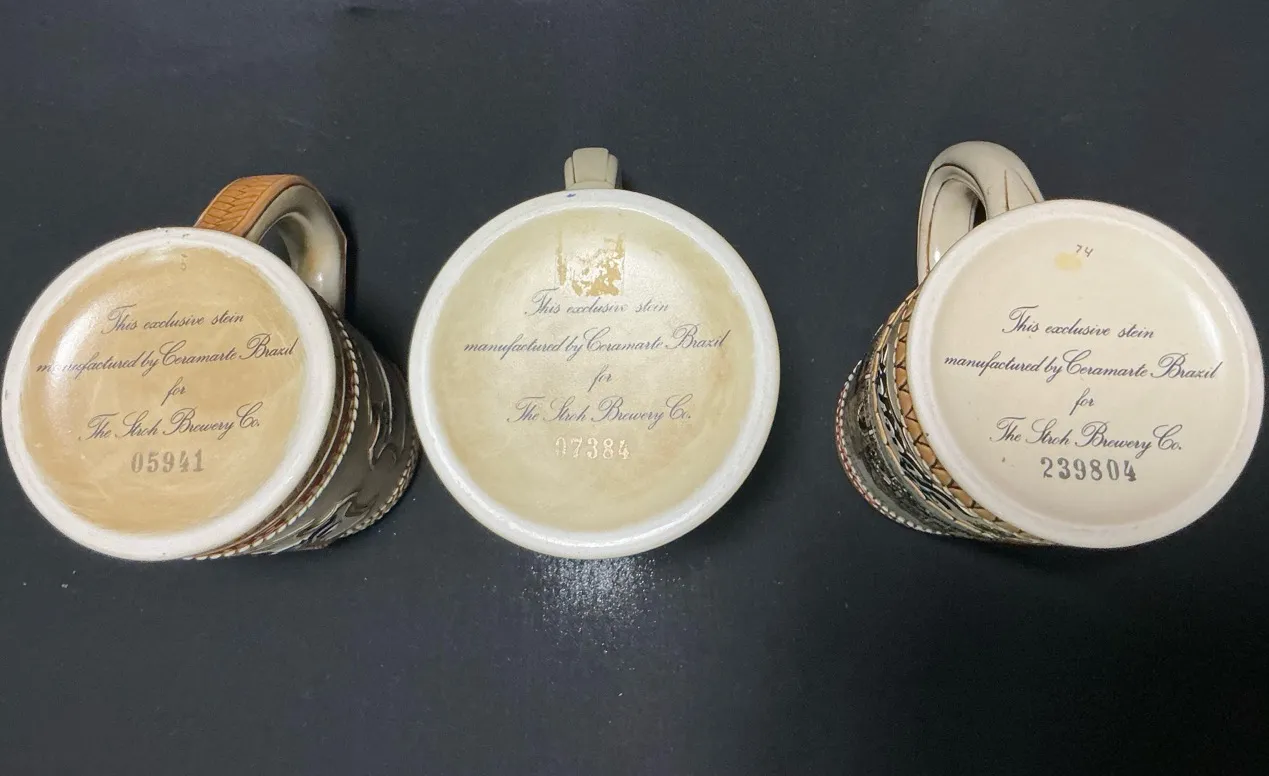 5
This exclusive stein
manufactured by Ceramarte Brazil
for
The Stroh Brewery Co.
05941
This exclusive stein
manufactured by Ceramarte Brazil
for
The Stroh Brewery Co.
07384
74
This exclusive stein
manufactured by Ceramarte Brazil
for
The Stroh Brewery Co.
239804